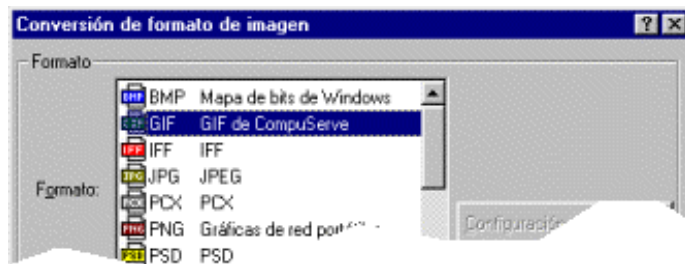 Conversión de formato de imagen
Formato
BMP Mapa de bits de Windows
GIF GIF de CompuServe
IFF IFF
JPG JPEG
Formato:
PCX PCX
PNG Gráficas de red
PSD PSD